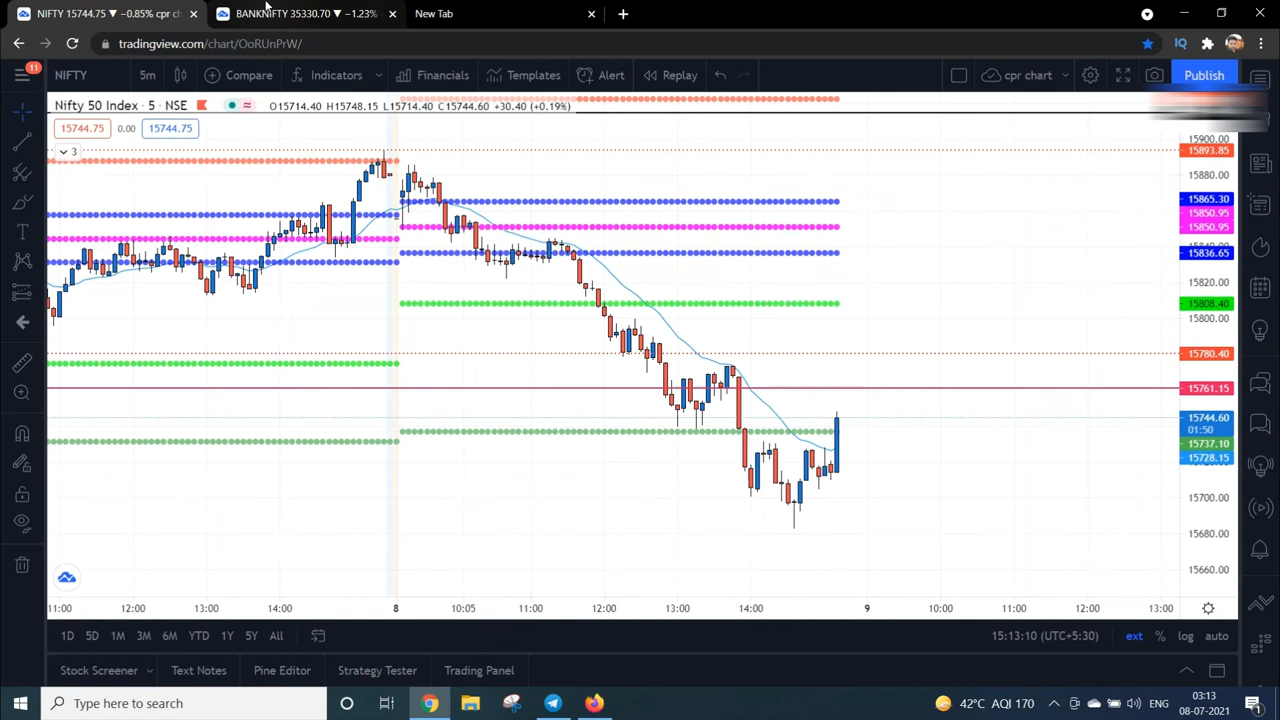 NIFTY 15744.75 ▼ −0.85% cpr ch
BANKNIFTY 35330.70 ▼ −1.23%
New Tab
tradingview.com/chart/OoRUnPrW/
IQ
11
NIFTY
5m
Compare
Indicators
Financials
Templates
Alert
Replay
cpr chart
Publish
Nifty 50 Index · 5 · NSE
O15714.40 H15748.15 L15714.40 C15744.60 +30.40 (+0.19%)
15744.75
0.00
15744.75
3
15900.00
15893.85
15880.00
15865.30
15850.95
15850.95
15836.65
15820.00
15808.40
15800.00
15780.40
15761.15
15744.60
01:50
15737.10
15728.15
15700.00
15680.00
15660.00
11:00 12:00 13:00 14:00 8 10:05 11:00 12:00 13:00 14:00 9 10:00 11:00 12:00 13:00
1D 5D 1M 3M 6M YTD 1Y 5Y All
15:13:10 (UTC+5:30)
ext % log auto
Stock Screener
Text Notes
Pine Editor
Strategy Tester
Trading Panel
Type here to search
42°C AQI 170
ENG
03:13
08-07-2021
1